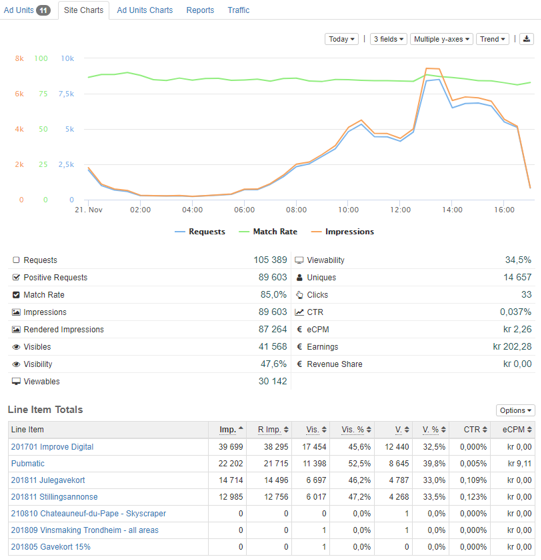 Ad Units 11 Site Charts Ad Units Charts Reports Traffic
Today | 3 fields Multiple y-axes Trend |
8k 100 10k
6k 75 7,5k
4k 50 5k
2k 25 2,5k
0 0 0
21. Nov 02:00 04:00 06:00 08:00 10:00 12:00 14:00 16:00
Requests Match Rate Impressions
Requests 105 389 Viewability 34,5%
Positive Requests 89 603 Uniques 14 657
Match Rate 85,0% Clicks 33
Impressions 89 603 CTR 0,037%
Rendered Impressions 87 264 € eCPM kr 2,26
Visibles 41 568 € Earnings kr 202,28
Visibility 47,6% € Revenue Share kr 0,00
Viewables 30 142
Line Item Totals Options
Line Item Imp. R Imp. Vis. Vis. % V. V. % CTR eCPM
201701 Improve Digital 39 699 38 295 17 454 45,6% 12 440 32,5% 0,000% kr 0,00
Pubmatic 22 202 21 715 11 398 52,5% 8 645 39,8% 0,005% kr 9,11
201811 Julegavekort 14 714 14 496 6 697 46,2% 4 787 33,0% 0,109% kr 0,00
201811 Stillingsannonse 12 985 12 756 6 017 47,2% 4 268 33,5% 0,123% kr 0,00
210810 Chateauneuf-du-Pape - Skyscraper 0 0 0 0,0% 1 0,0% 0,000% kr 0,00
201809 Vinsmaking Trondheim - all areas 0 0 1 0,0% 1 0,0% 0,000% kr 0,00
201805 Gavekort 15% 0 0 1 0,0% 0 0,0% 0,000% kr 0,00